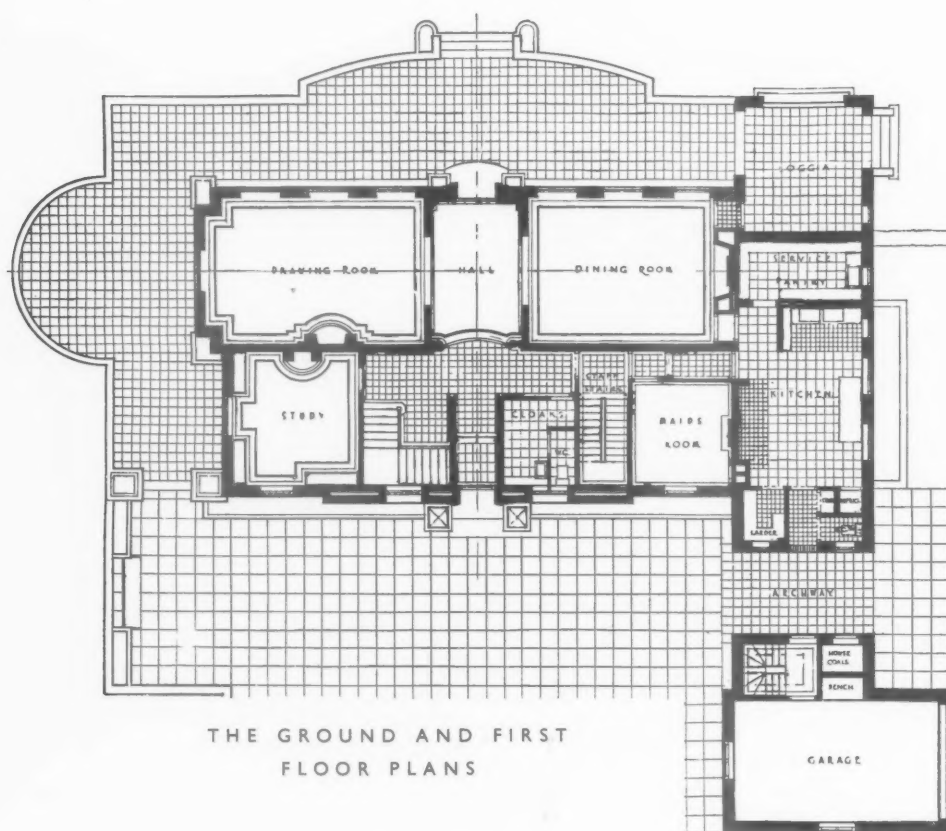 LOGGIA
DRAWING ROOM
HALL
DINING ROOM
SERVICE
PANTRY
STAFF
STAIRS
KITCHEN
STUDY
CLOAKS
MAIDS
ROOM
W.C.
LARDER
ARCHWAY
HOUSE
COALS
BENCH
GARAGE
THE GROUND AND FIRST
FLOOR PLANS